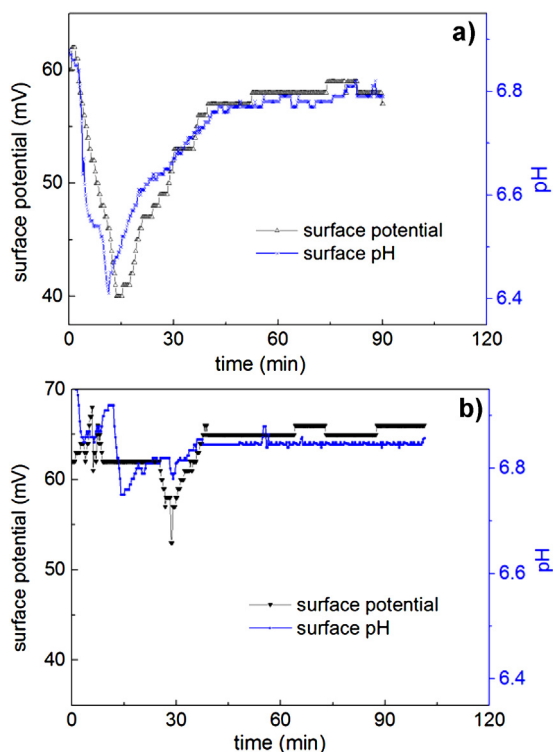 a)
60
50
40
surface potential (mV)
6.8
6.6
6.4
pH
surface potential
surface pH
0 30 60 90 120
time (min)
b)
70
60
50
40
surface potential (mV)
6.8
6.6
6.4
pH
surface potential
surface pH
0 30 60 90 120
time (min)